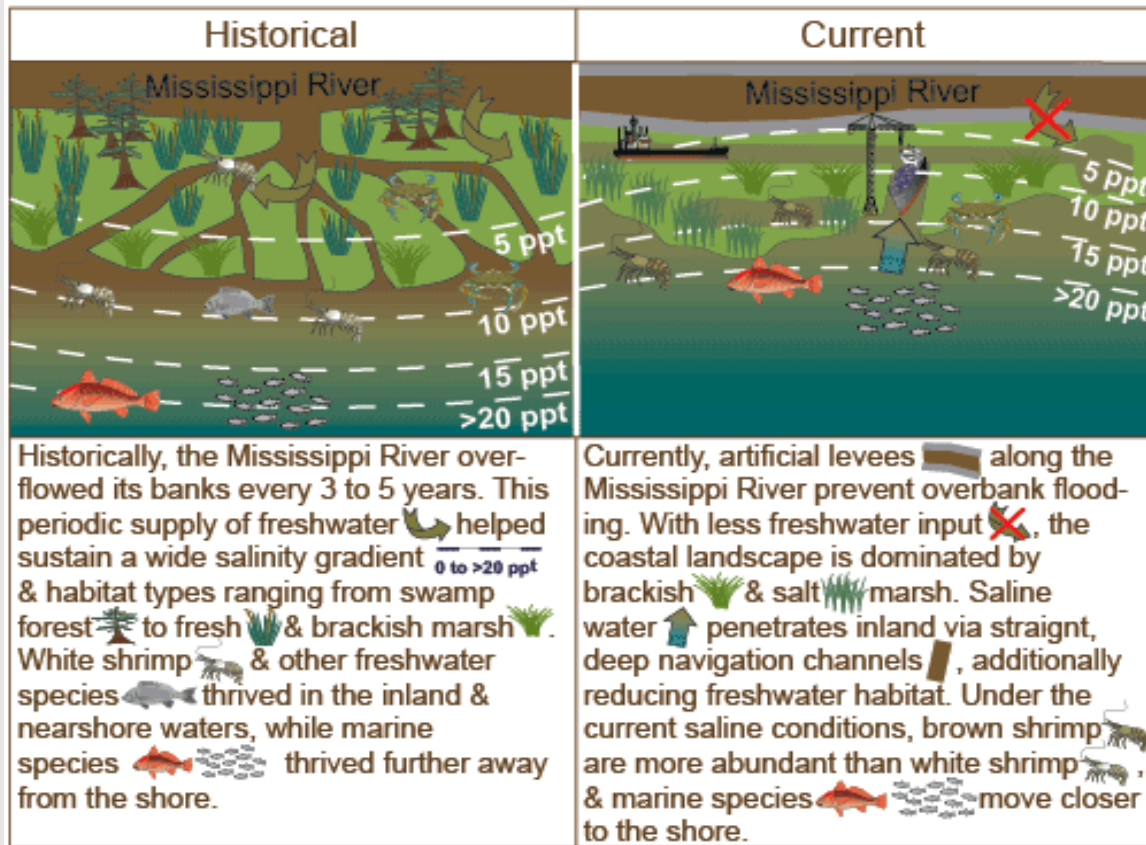 Historical
Mississippi River
5 ppt
10 ppt
15 ppt
>20 ppt
Historically, the Mississippi River over-
flowed its banks every 3 to 5 years. This
periodic supply of freshwater helped
sustain a wide salinity gradient 0 to >20 ppt
& habitat types ranging from swamp
forest to fresh & brackish marsh .
White shrimp & other freshwater
species thrived in the inland &
nearshore waters, while marine
species thrived further away
from the shore.
Current
Mississippi River
5 ppt
10 ppt
15 ppt
>20 ppt
Currently, artificial levees along the
Mississippi River prevent overbank flood-
ing. With less freshwater input , the
coastal landscape is dominated by
brackish & salt marsh. Saline
water penetrates inland via straignt,
deep navigation channels , additionally
reducing freshwater habitat. Under the
current saline conditions, brown shrimp
are more abundant than white shrimp ,
& marine species move closer
to the shore.